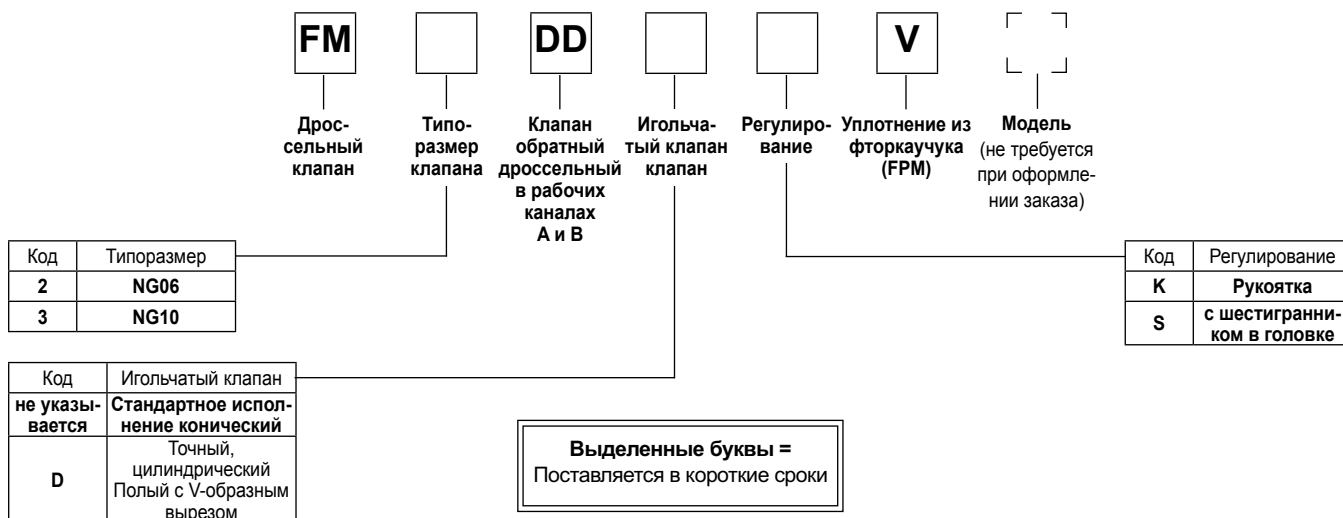 FM DD V
Дрос-
сельный
клапан
Типо-
размер
клапана
Клапан
обратный
дроссельный
в рабочих
каналах
A и B
Игольча-
тый клапан
клапан
Регулиро-
вание
Уплотнение из
фторкаучука
(FPM)
Модель
(не требуется
при оформле-
нии заказа)
Код Типоразмер
2 NG06
3 NG10
Код Регулирование
K Рукоятка
S с шестигранни-
ком в головке
Код Игольчатый клапан
не указы-
вается
Стандартное испол-
нение конический
D
Точный,
цилиндрический
Полый с V-образным
вырезом
Выделенные буквы =
Поставляется в короткие сроки